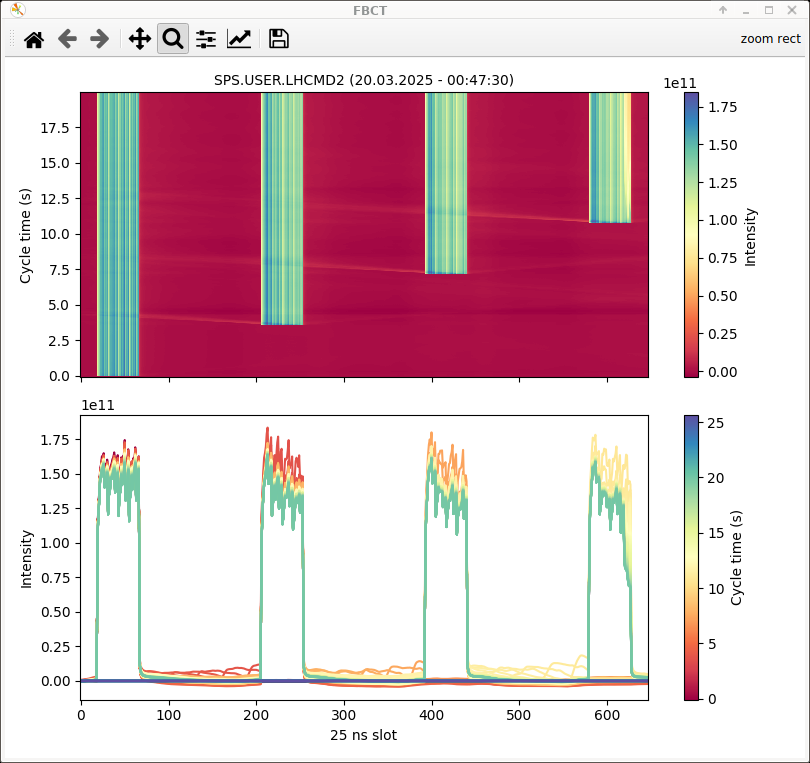 FBCT
zoom rect
SPS.USER.LHCMD2 (20.03.2025 - 00:47:30)
1e11
17.5
15.0
12.5
10.0
7.5
5.0
2.5
0.0
Cycle time (s)
1.75
1.50
1.25
1.00
0.75
0.50
0.25
0.00
Intensity
1e11
1.75
1.50
1.25
1.00
0.75
0.50
0.25
0.00
Intensity
0 100 200 300 400 500 600
25 ns slot
25
20
15
10
5
0
Cycle time (s)